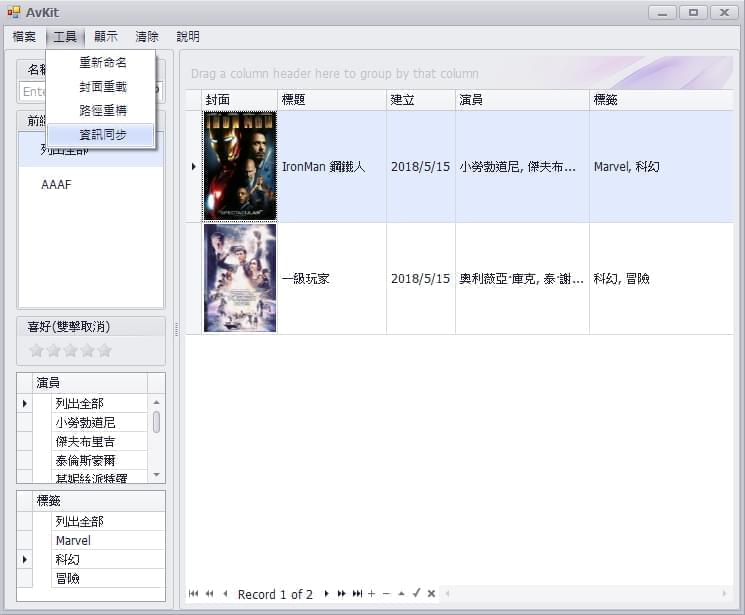 AvKit
檔案 工具 顯示 清除 說明
重新命名
封面重載
路徑重構
資訊同步
名
Ente
前
列出全部
AAAF
喜好(雙擊取消)
演員
列出全部
小勞勃道尼
傑夫布里吉
泰倫斯豪爾
基妮絲派特羅
標籤
列出全部
Marvel
科幻
冒險
Drag a column header here to group by that column
封面 標題 建立 演員 標籤
IRON MAN
SPECTACULAR
IronMan 鋼鐵人 2018/5/15 小勞勃道尼, 傑夫布... Marvel, 科幻
一級玩家 2018/5/15 奧利薇亞·庫克, 泰·謝... 科幻, 冒險
Record 1 of 2